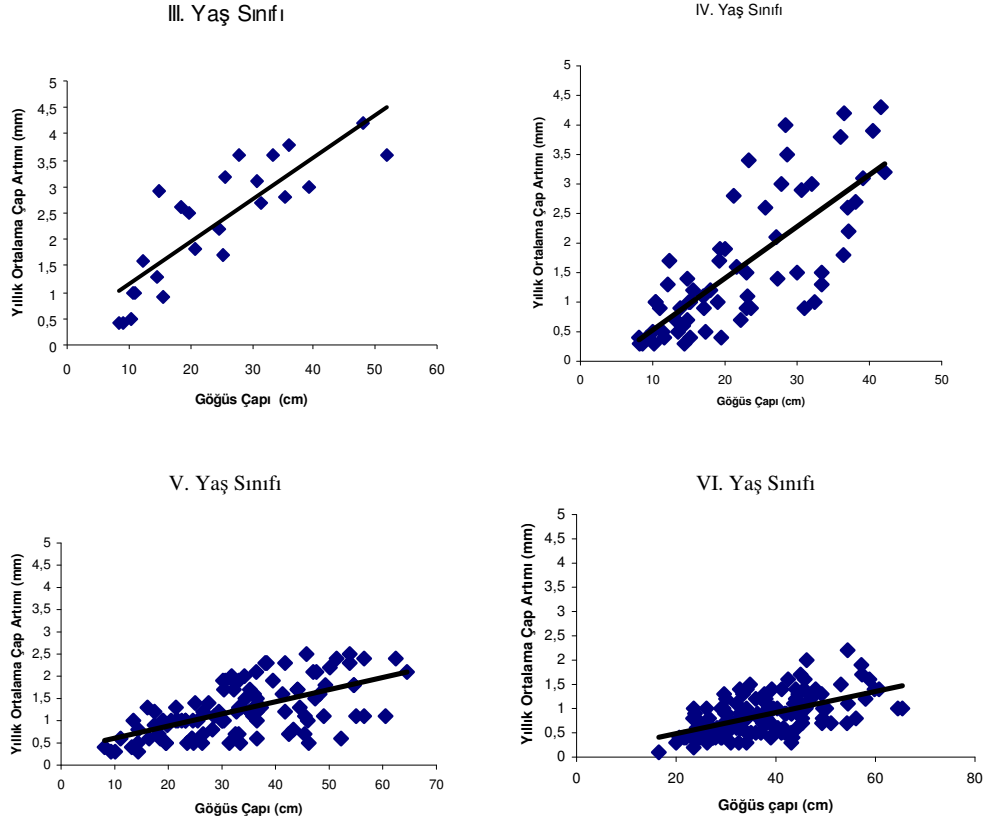 III. Yaş Sınıfı
Yıllık Ortalama Çap Artımı (mm)
5
4,5
4
3,5
3
2,5
2
1,5
1
0,5
0
0 10 20 30 40 50 60
Göğüs Çapı (cm)
IV. Yaş Sınıfı
Yıllık Ortalama Çap Artımı (mm)
5
4,5
4
3,5
3
2,5
2
1,5
1
0,5
0
0 10 20 30 40 50
Göğüs Çapı (cm)
V. Yaş Sınıfı
Yıllık Ortalama Çap Artımı (mm)
5
4,5
4
3,5
3
2,5
2
1,5
1
0,5
0
0 10 20 30 40 50 60 70
Göğüs Çapı (cm)
VI. Yaş Sınıfı
Yıllık Ortalama Çap Artımı (mm)
5
4,5
4
3,5
3
2,5
2
1,5
1
0,5
0
0 20 40 60 80
Göğüs çapı (cm)